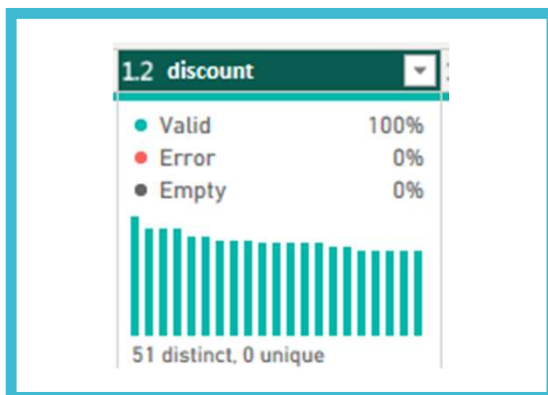 1.2 discount
Valid 100%
Error 0%
Empty 0%
51 distinct, 0 unique